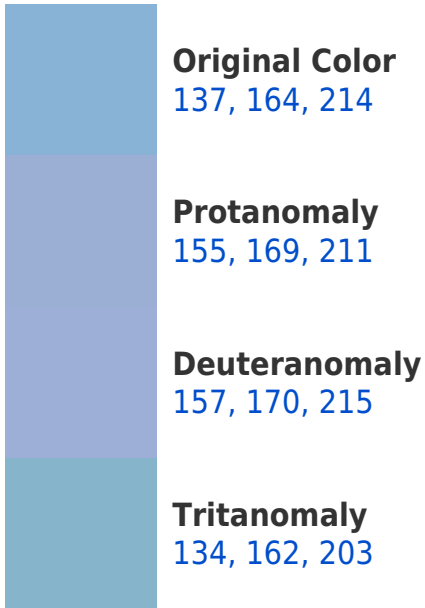 Original Color
137, 164, 214
Protanomaly
155, 169, 211
Deuteranomaly
157, 170, 215
Tritanomaly
134, 162, 203